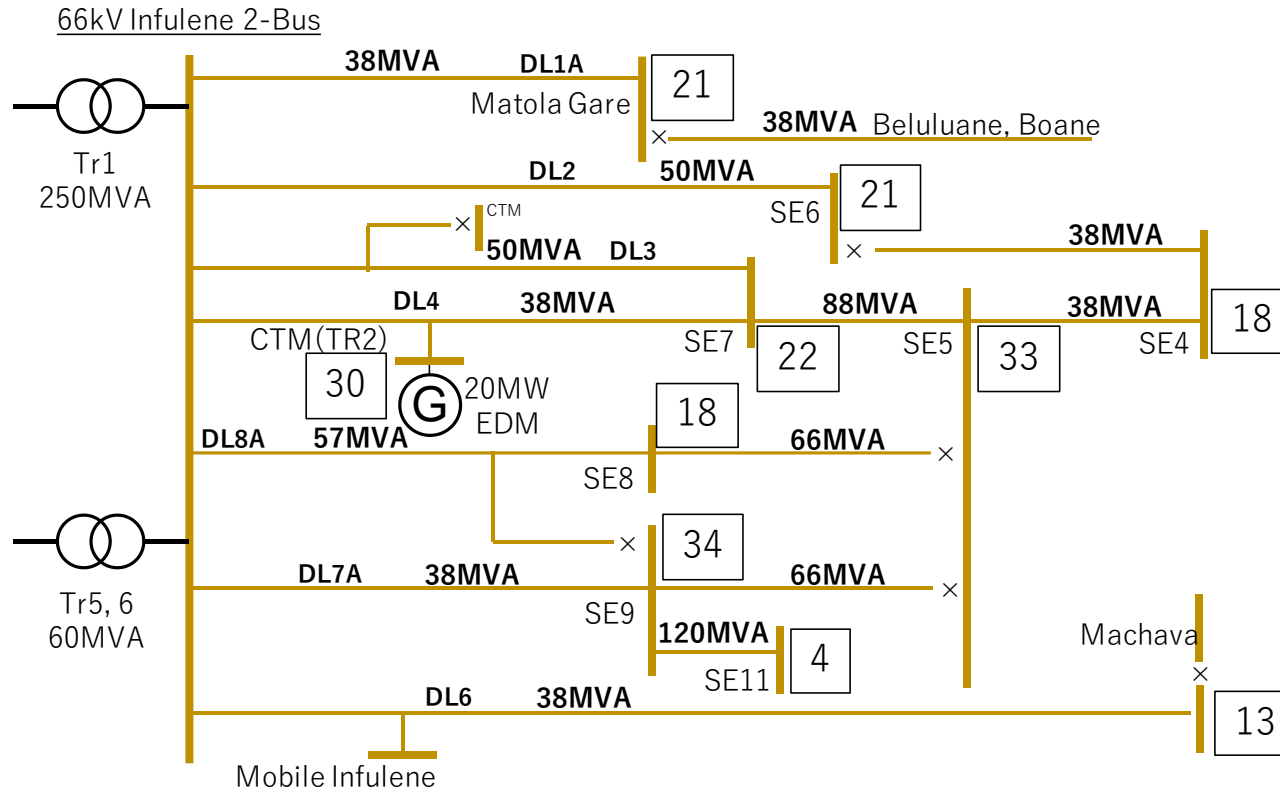 66kV Infulene 2-Bus
38MVA DL1A
21
Matola Gare
38MVA Beluluane, Boane
Tr1
250MVA
DL2 50MVA
21
SE6
CTM
38MVA
50MVA DL3
DL4 38MVA 88MVA 38MVA
CTM(TR2)
SE7 SE5 SE4
18
22 33
30
G
20MW
EDM
DL8A 57MVA
18
66MVA
SE8
34
DL7A 38MVA 66MVA
Tr5, 6
60MVA
SE9
120MVA
SE11
4
Machava
DL6 38MVA
13
Mobile Infulene